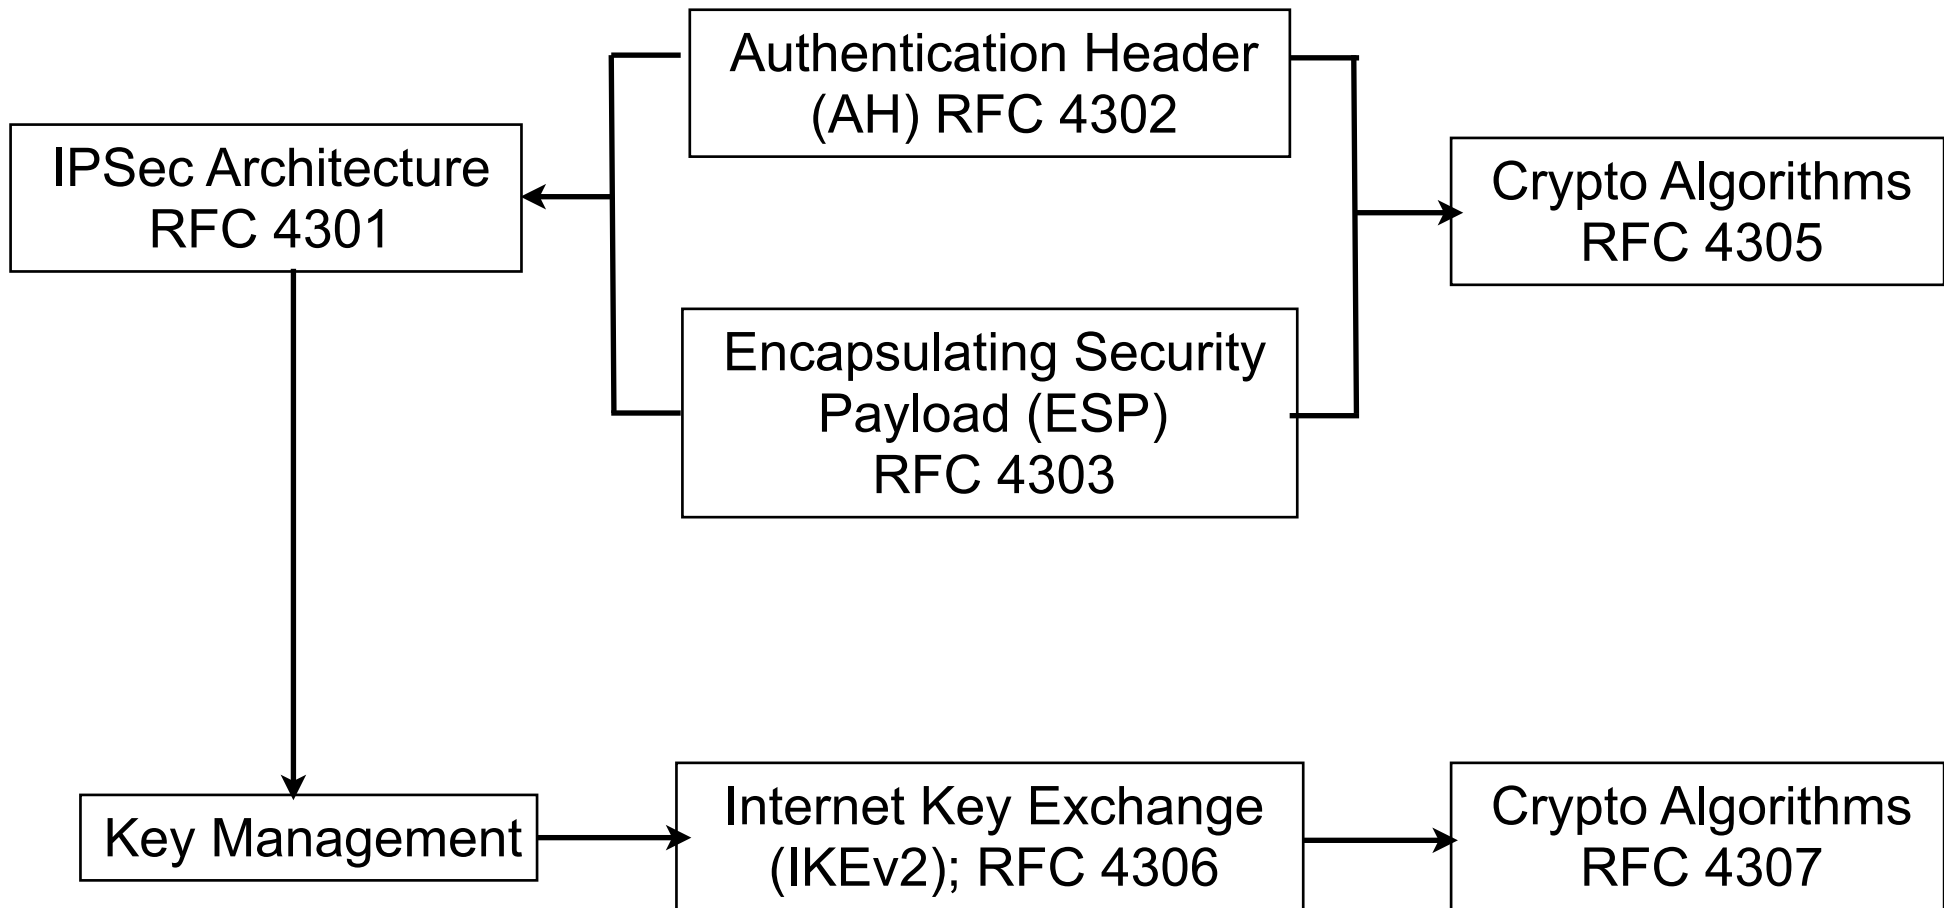 Authentication Header
(AH) RFC 4302
IPSec Architecture
RFC 4301
Crypto Algorithms
RFC 4305
Encapsulating Security
Payload (ESP)
RFC 4303
Key Management
Internet Key Exchange
(IKEv2); RFC 4306
Crypto Algorithms
RFC 4307